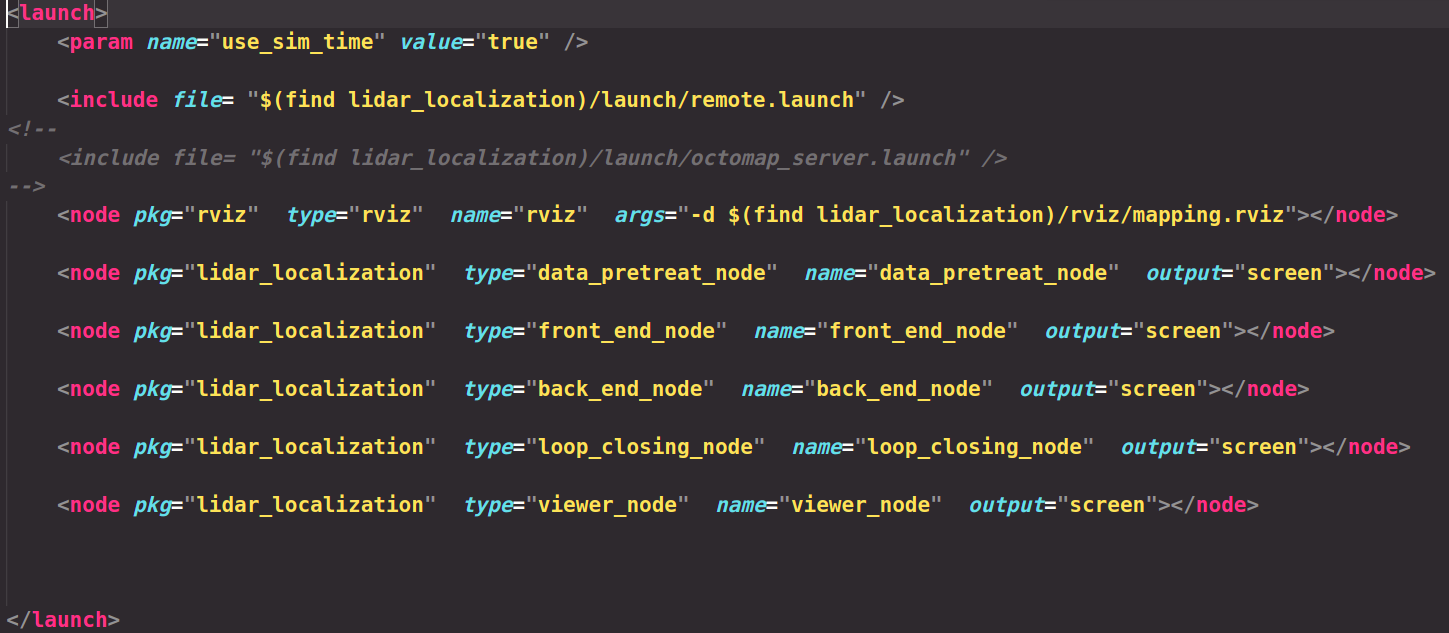 <launch>
    <param name="use_sim_time" value="true" />
    <include file= "$(find lidar_localization)/launch/remote.launch" />
<!--
    <include file= "$(find lidar_localization)/launch/octomap_server.launch" />
-->
    <node pkg="rviz"  type="rviz"  name="rviz"  args="-d $(find lidar_localization)/rviz/mapping.rviz"></node>
    <node pkg="lidar_localization"  type="data_pretreat_node"  name="data_pretreat_node"  output="screen"></node>
    <node pkg="lidar_localization"  type="front_end_node"  name="front_end_node"  output="screen"></node>
    <node pkg="lidar_localization"  type="back_end_node"  name="back_end_node"  output="screen"></node>
    <node pkg="lidar_localization"  type="loop_closing_node"  name="loop_closing_node"  output="screen"></node>
    <node pkg="lidar_localization"  type="viewer_node"  name="viewer_node"  output="screen"></node>
</launch>